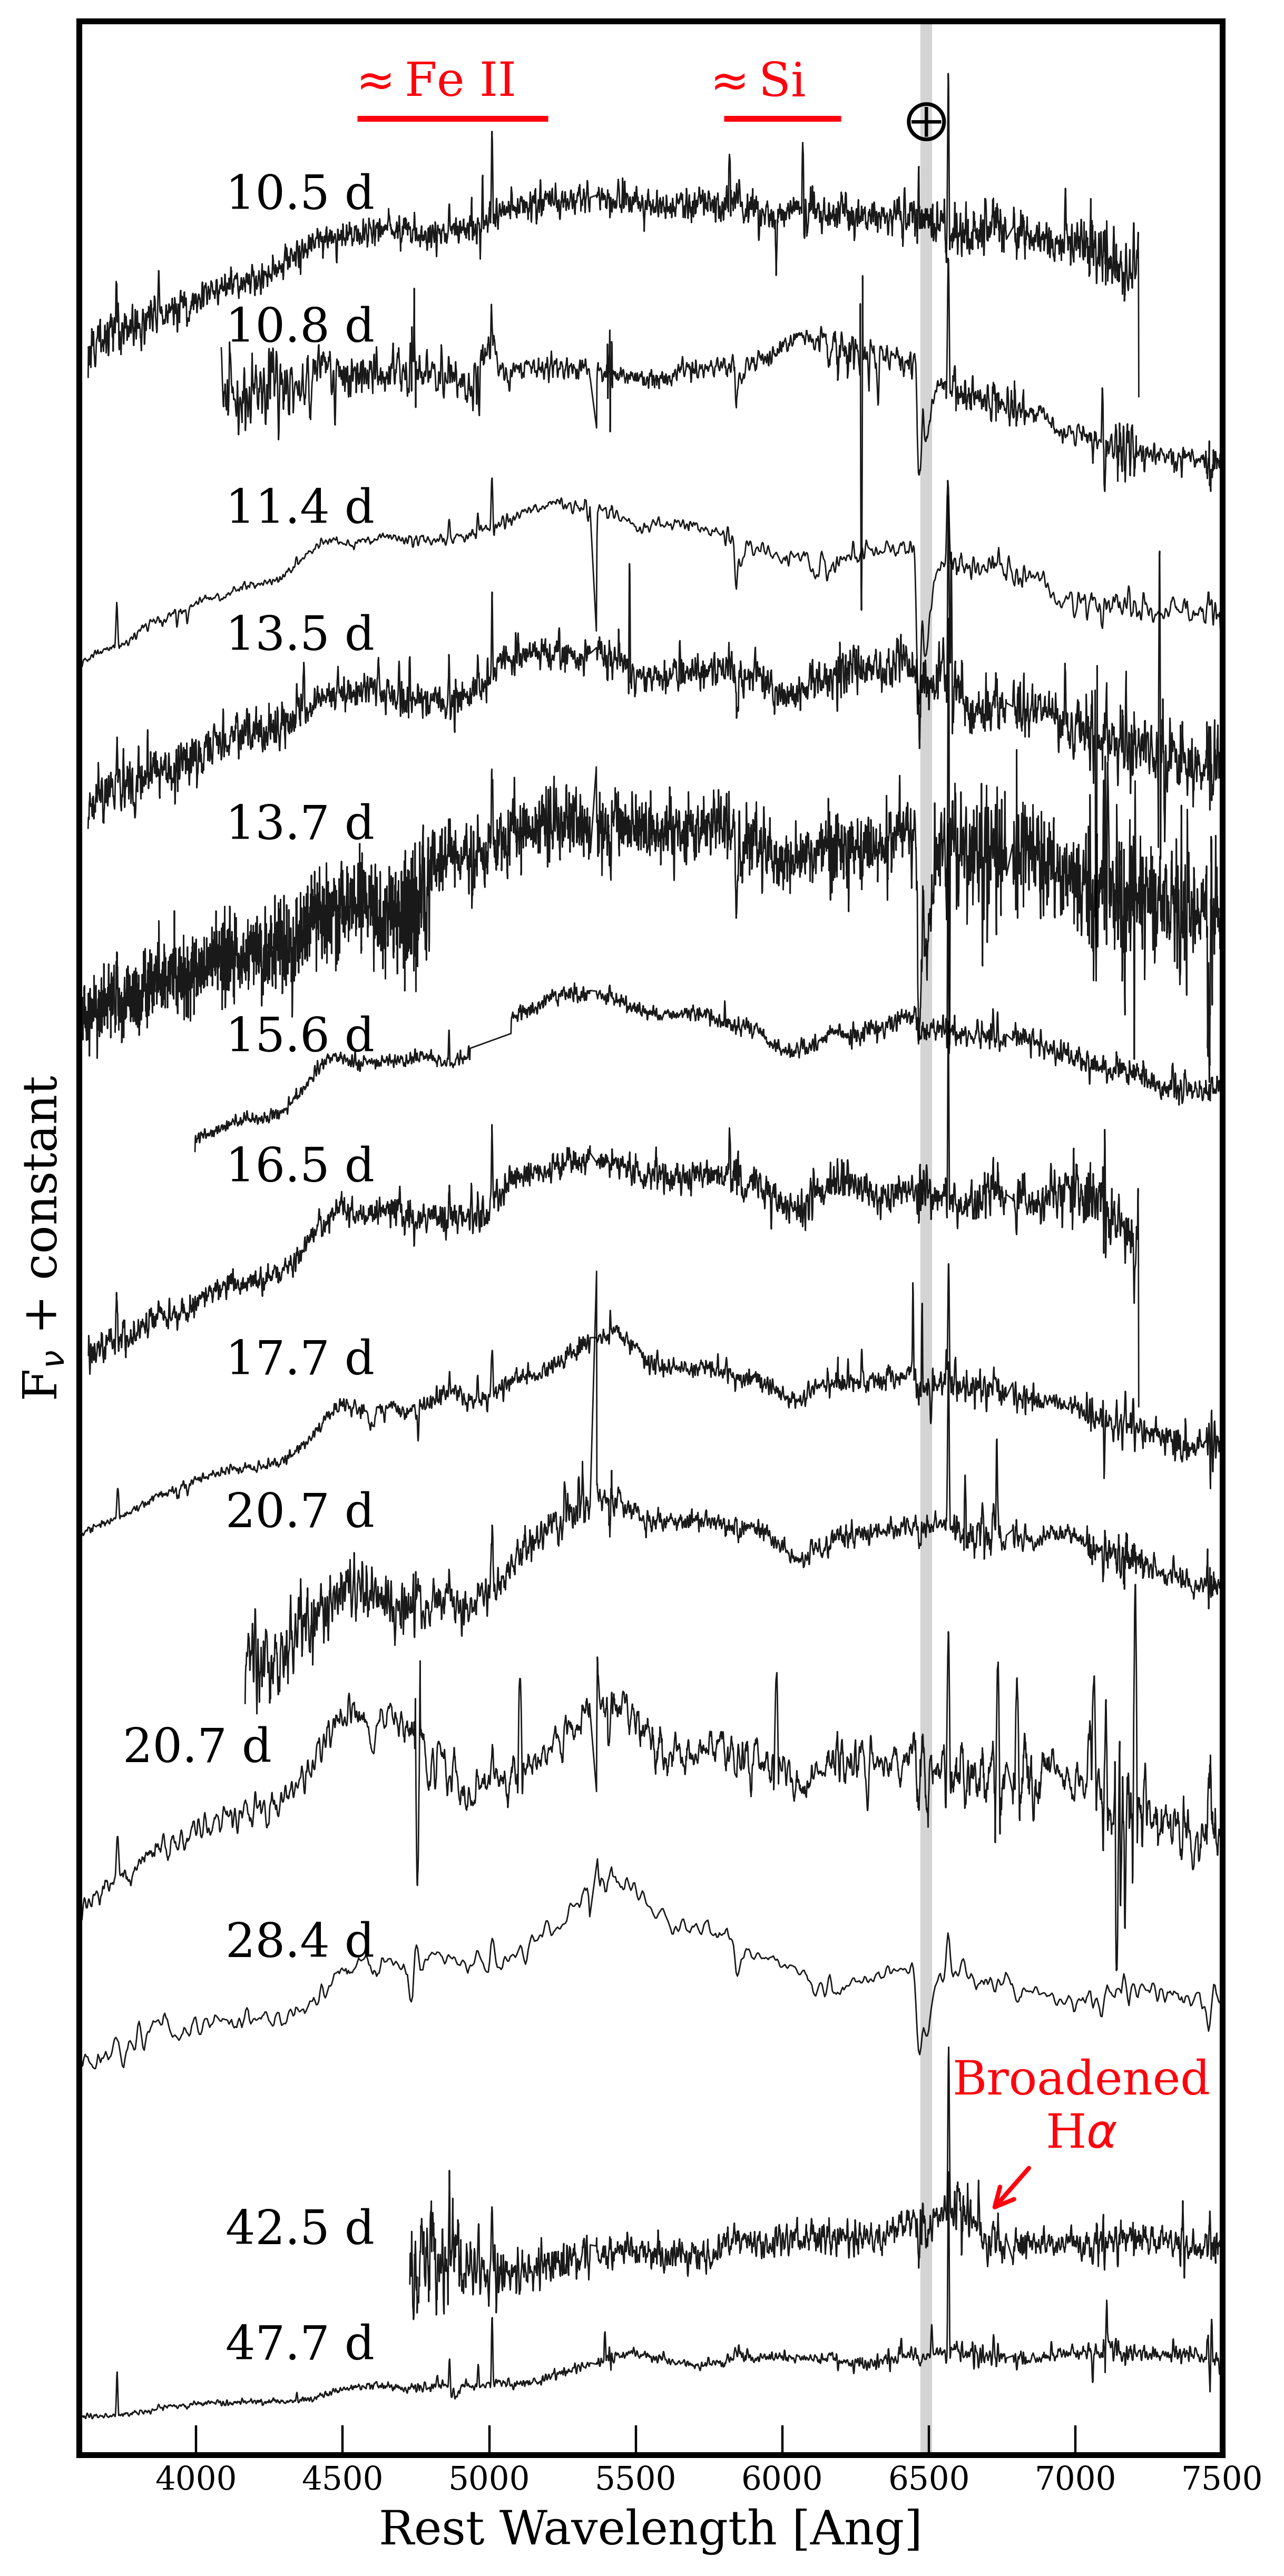 ≈ Fe II
≈ Si
⊕
10.5 d
10.8 d
11.4 d
13.5 d
13.7 d
15.6 d
16.5 d
17.7 d
20.7 d
20.7 d
28.4 d
Broadened
Hα
42.5 d
47.7 d
Fν + constant
4000 4500 5000 5500 6000 6500 7000 7500
Rest Wavelength [Ang]